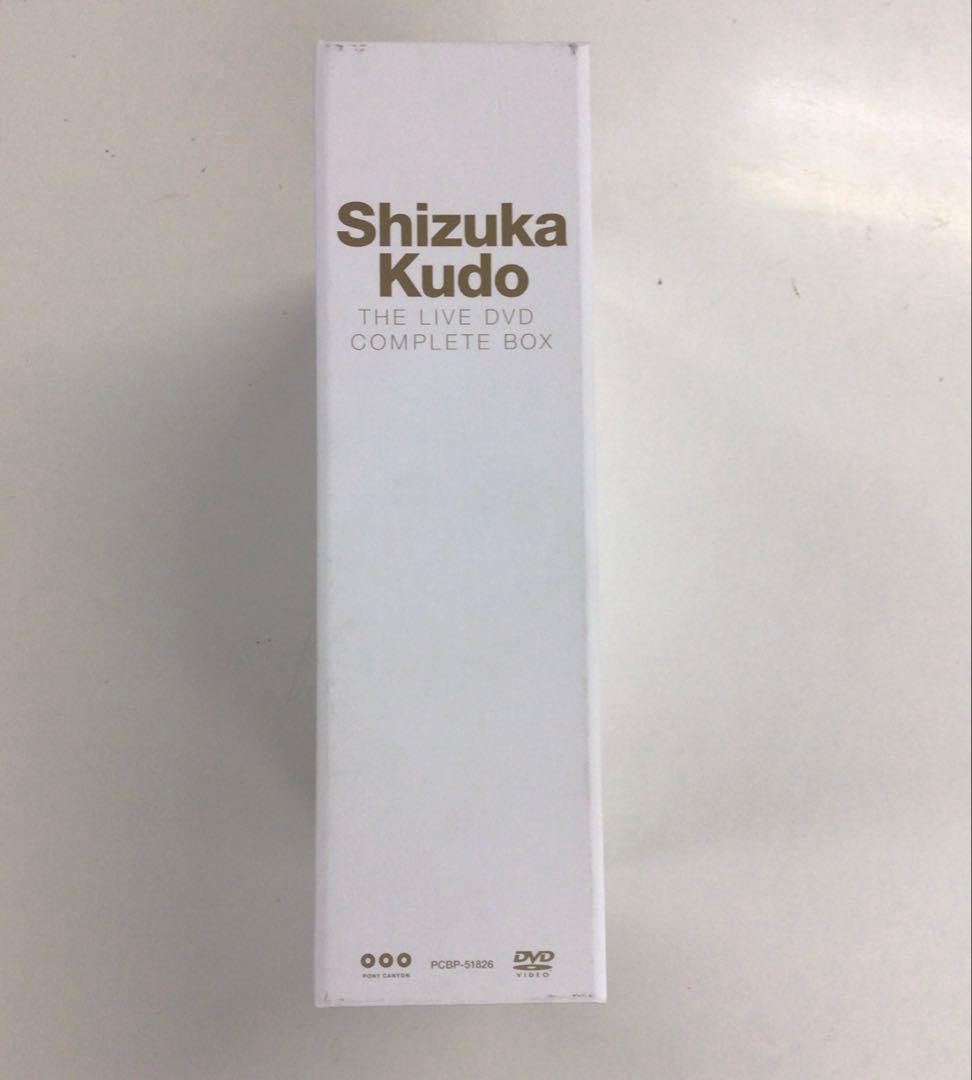 Shizuka
Kudo
THE LIVE DVD
COMPLETE BOX
PONY CANYON
PCBP-51826
DVD
VIDEO